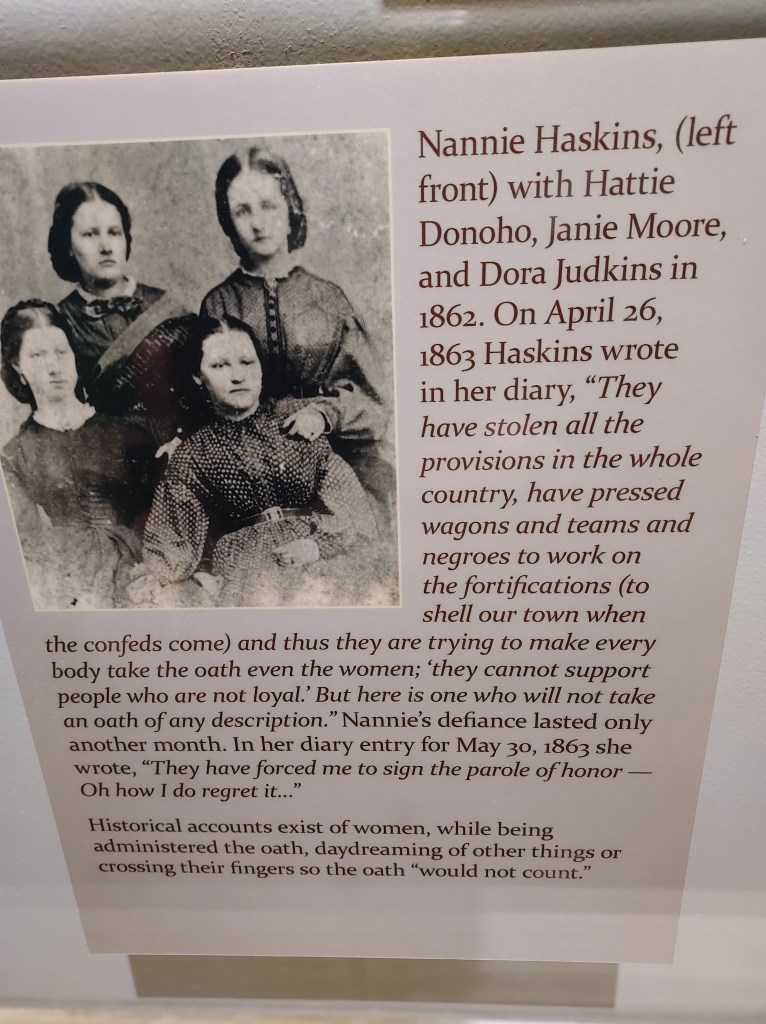 Nannie Haskins, (left
front) with Hattie
Donoho, Janie Moore,
and Dora Judkins in
1862. On April 26,
1863 Haskins wrote
in her diary, “They
have stolen all the
provisions in the whole
country, have pressed
wagons and teams and
negroes to work on
the fortifications (to
shell our town when
the confeds come) and thus they are trying to make every
body take the oath even the women; ‘they cannot support
people who are not loyal.’ But here is one who will not take
an oath of any description.” Nannie’s defiance lasted only
another month. In her diary entry for May 30, 1863 she
wrote, “They have forced me to sign the parole of honor —
Oh how I do regret it...”
Historical accounts exist of women, while being
administered the oath, daydreaming of other things or
crossing their fingers so the oath “would not count.”